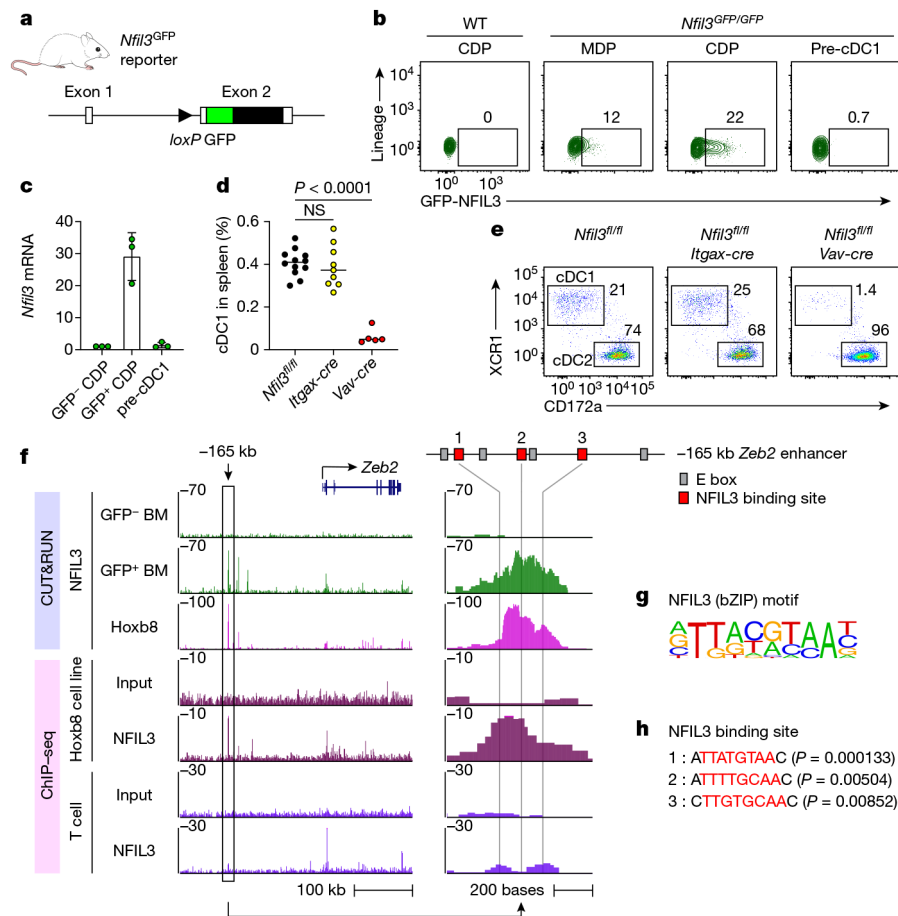 a
Nfil3GFP
reporter
Exon 1
Exon 2
loxP GFP
b
WT
Nfil3GFP/GFP
CDP
MDP
CDP
Pre-cDC1
Lineage
10⁴
10³
10⁰
0
12
22
0.7
10⁰ 10³
GFP-NFIL3
c
Nfil3 mRNA
40
30
20
10
0
GFP⁻ CDP
GFP⁺ CDP
pre-cDC1
d
P < 0.0001
NS
cDC1 in spleen (%)
0.6
0.4
0.2
0
Nfil3fl/fl
Itgax-cre
Vav-cre
e
Nfil3fl/fl
Nfil3fl/fl
Itgax-cre
Nfil3fl/fl
Vav-cre
XCR1
10⁵
10⁴
10³
10⁰
cDC1
21
25
1.4
74
68
96
cDC2
10⁰ 10³ 10⁴ 10⁵
CD172a
f
−165 kb
Zeb2
1 2 3
−165 kb Zeb2 enhancer
E box
NFIL3 binding site
CUT&RUN
NFIL3
GFP⁻ BM
−70
−70
GFP⁺ BM
−70
−70
Hoxb8
−100
−100
ChIP–seq
Hoxb8 cell line
Input
−10
−10
NFIL3
−10
−10
T cell
Input
−30
−30
NFIL3
−30
−30
100 kb
200 bases
g
NFIL3 (bZIP) motif
h
NFIL3 binding site
1 : ATTATGTAAC (P = 0.000133)
2 : ATTTTGCAAC (P = 0.00504)
3 : CTTGTGCAAC (P = 0.00852)